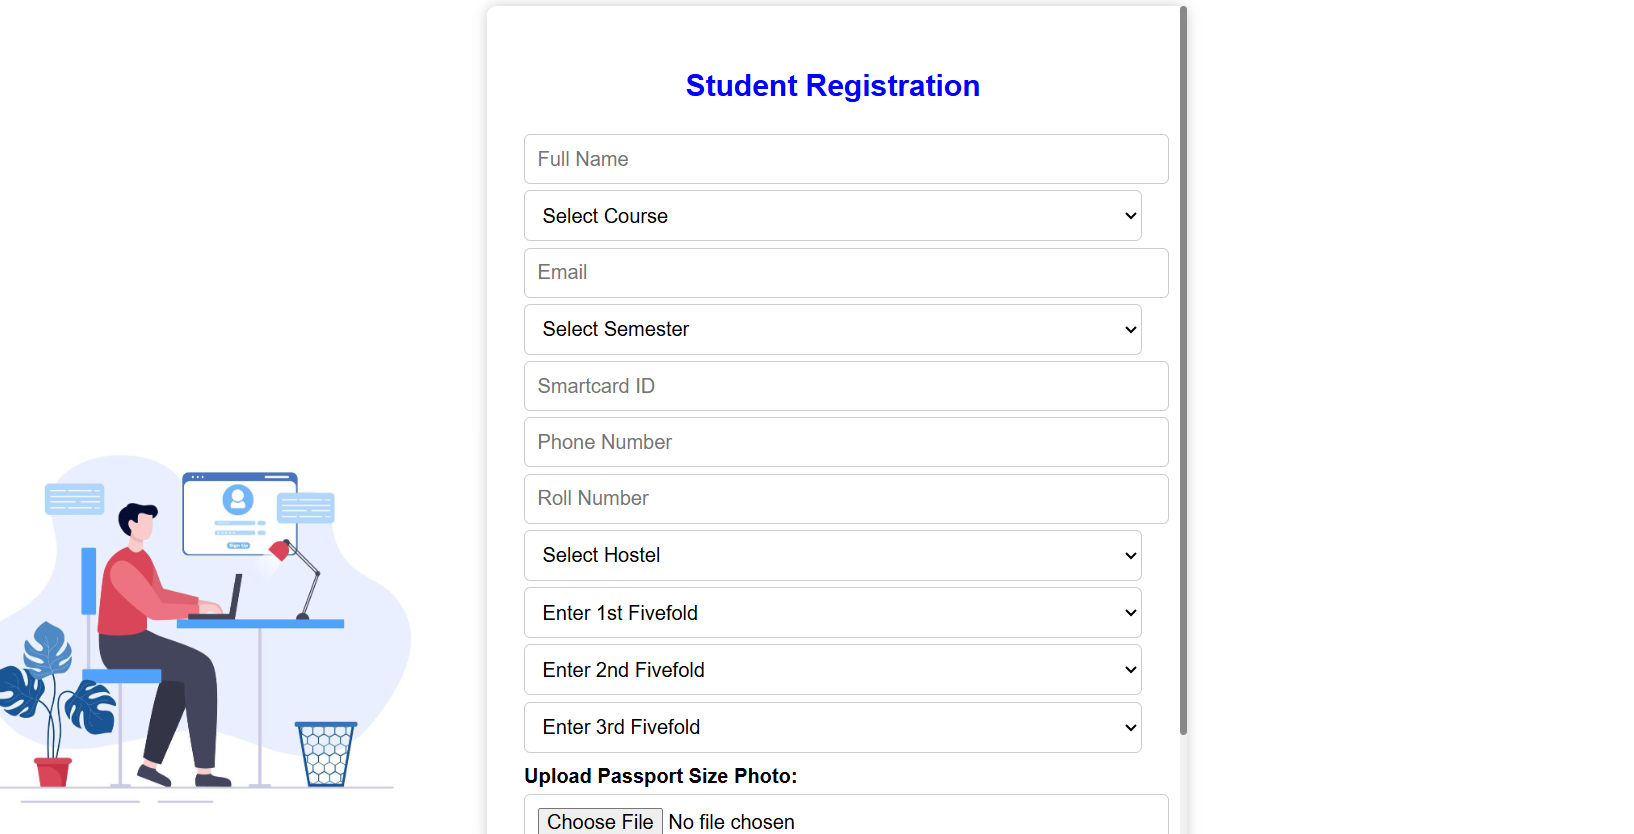 Student Registration
Full Name
Select Course
Email
Select Semester
Smartcard ID
Phone Number
Roll Number
Select Hostel
Enter 1st Fivefold
Enter 2nd Fivefold
Enter 3rd Fivefold
Upload Passport Size Photo:
Choose File No file chosen